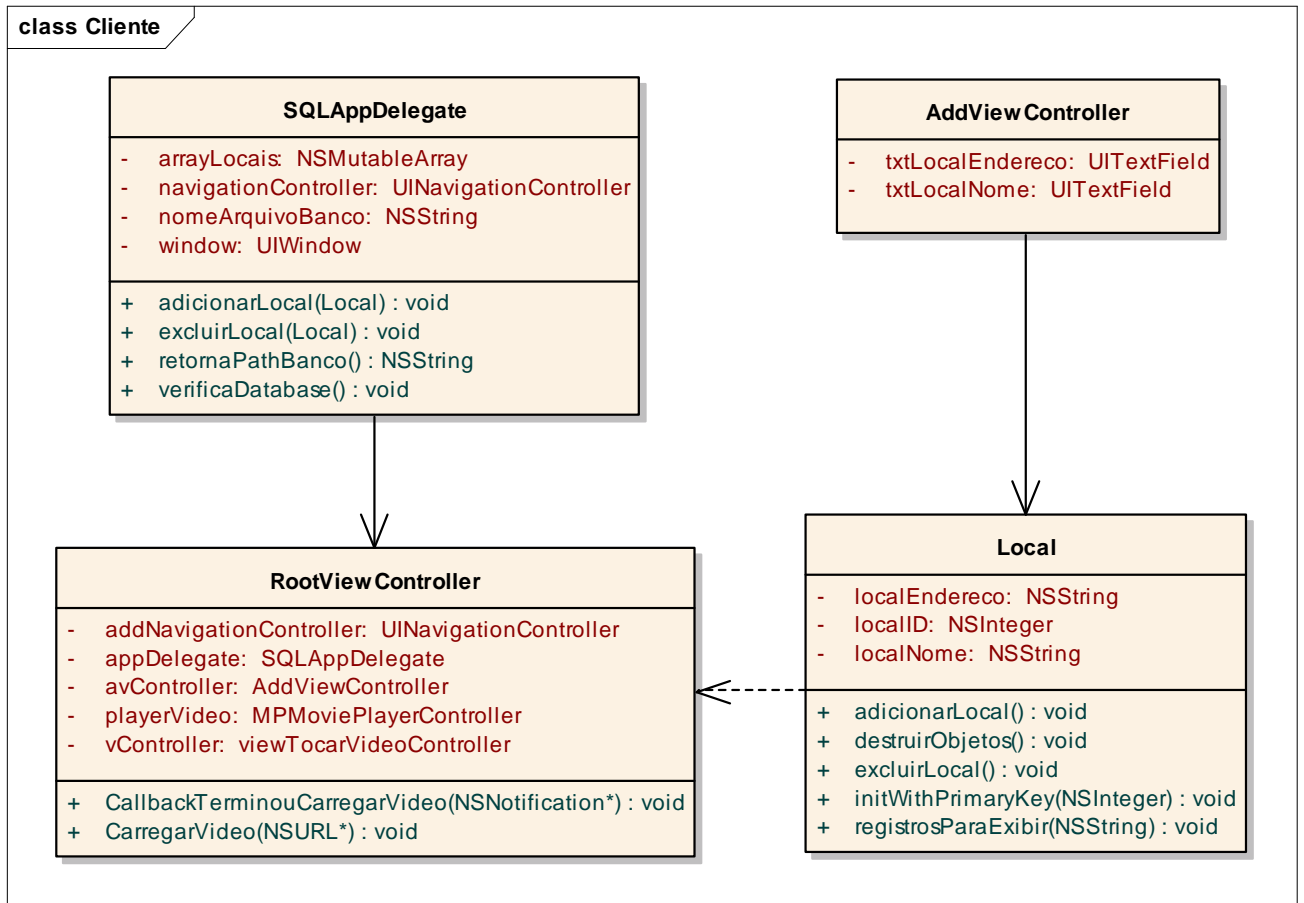 class Cliente
SQLAppDelegate
- arrayLocais: NSMutableArray
- navigationController: UINavigationController
- nomeArquivoBanco: NSString
- window: UIWindow
+ adicionarLocal(Local) : void
+ excluirLocal(Local) : void
+ retornaPathBanco() : NSString
+ verificaDatabase() : void
AddViewController
- txtLocalEndereco: UITextField
- txtLocalNome: UITextField
RootViewController
- addNavigationController: UINavigationController
- appDelegate: SQLAppDelegate
- avController: AddViewController
- playerVideo: MPMoviePlayerController
- vController: viewTocarVideoController
+ CallbackTerminouCarregarVideo(NSNotification*) : void
+ CarregarVideo(NSURL*) : void
Local
- localEndereco: NSString
- localID: NSInteger
- localNome: NSString
+ adicionarLocal() : void
+ destruirObjetos() : void
+ excluirLocal() : void
+ initWithPrimaryKey(NSInteger) : void
+ registrosParaExibir(NSString) : void